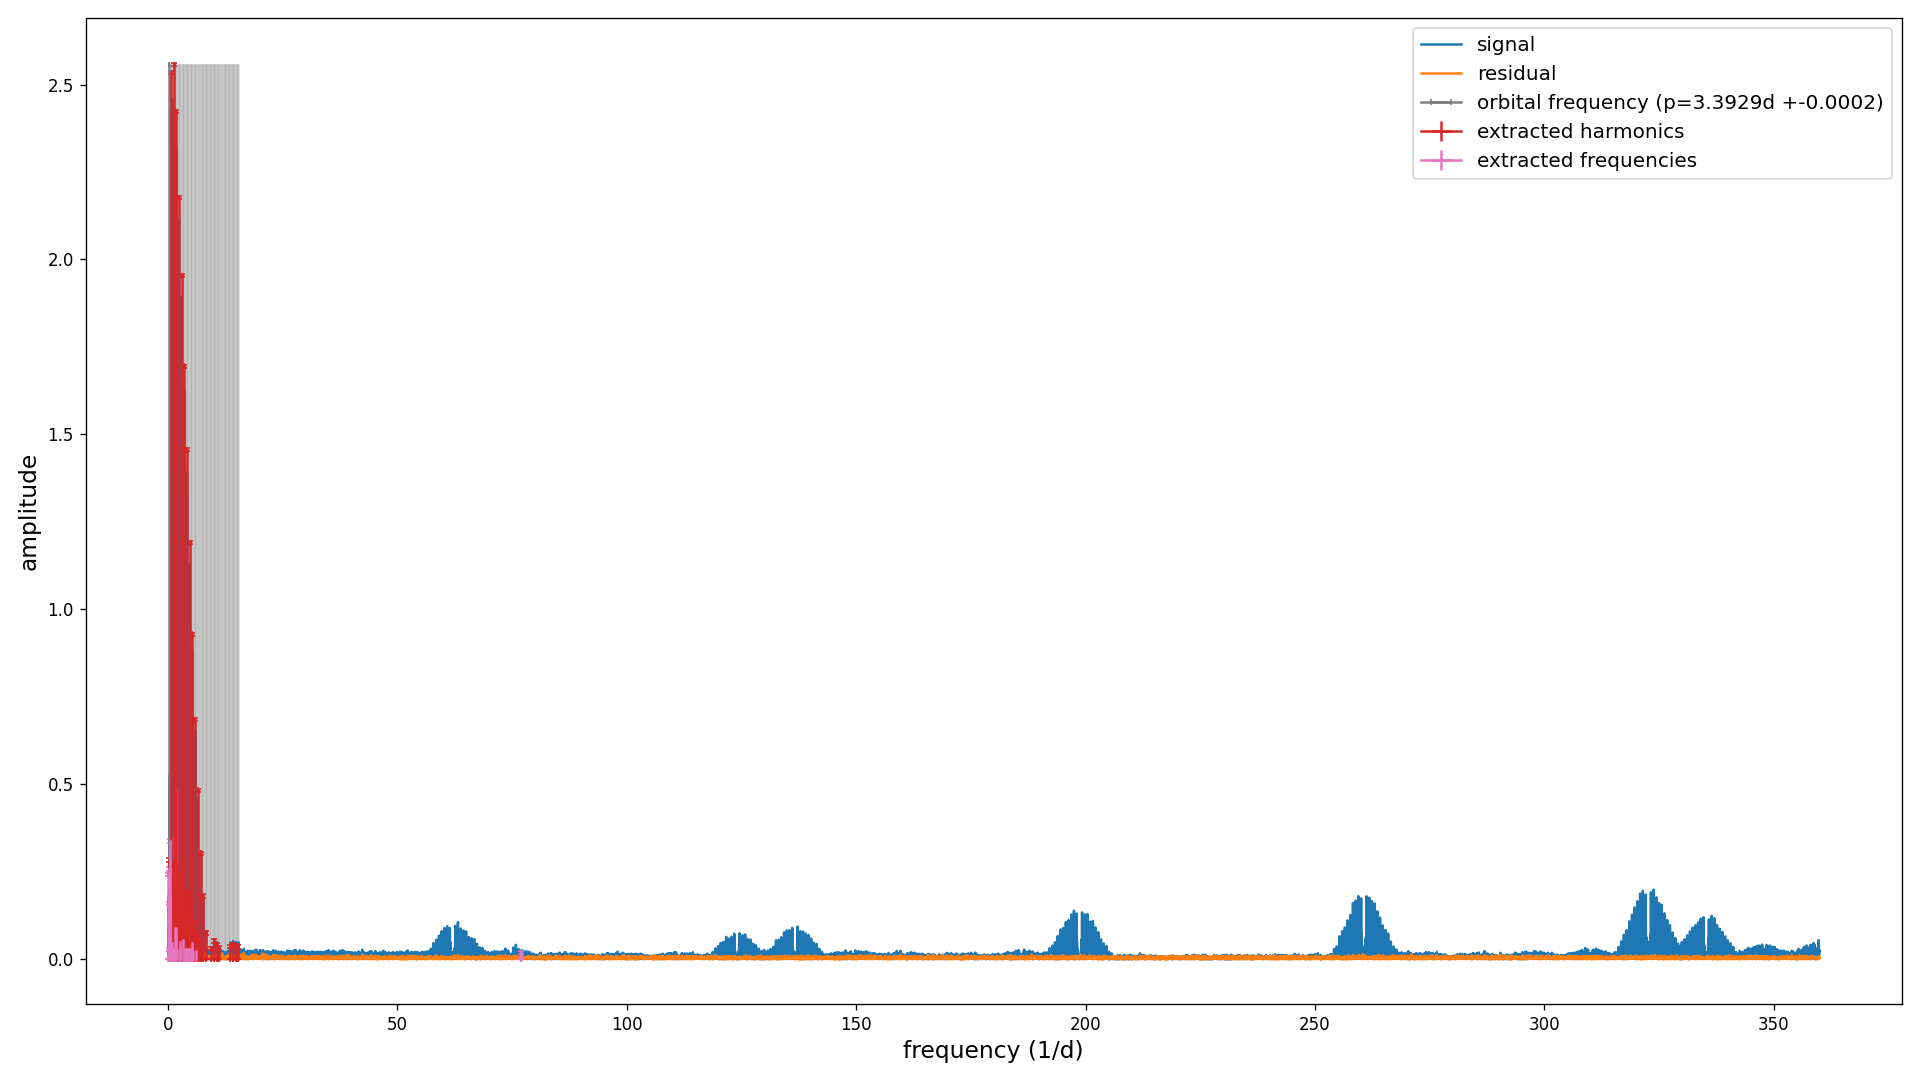 signal
residual
orbital frequency (p=3.3929d +-0.0002)
extracted harmonics
extracted frequencies
amplitude
2.5
2.0
1.5
1.0
0.5
0.0
0
50
100
150
200
250
300
350
frequency (1/d)